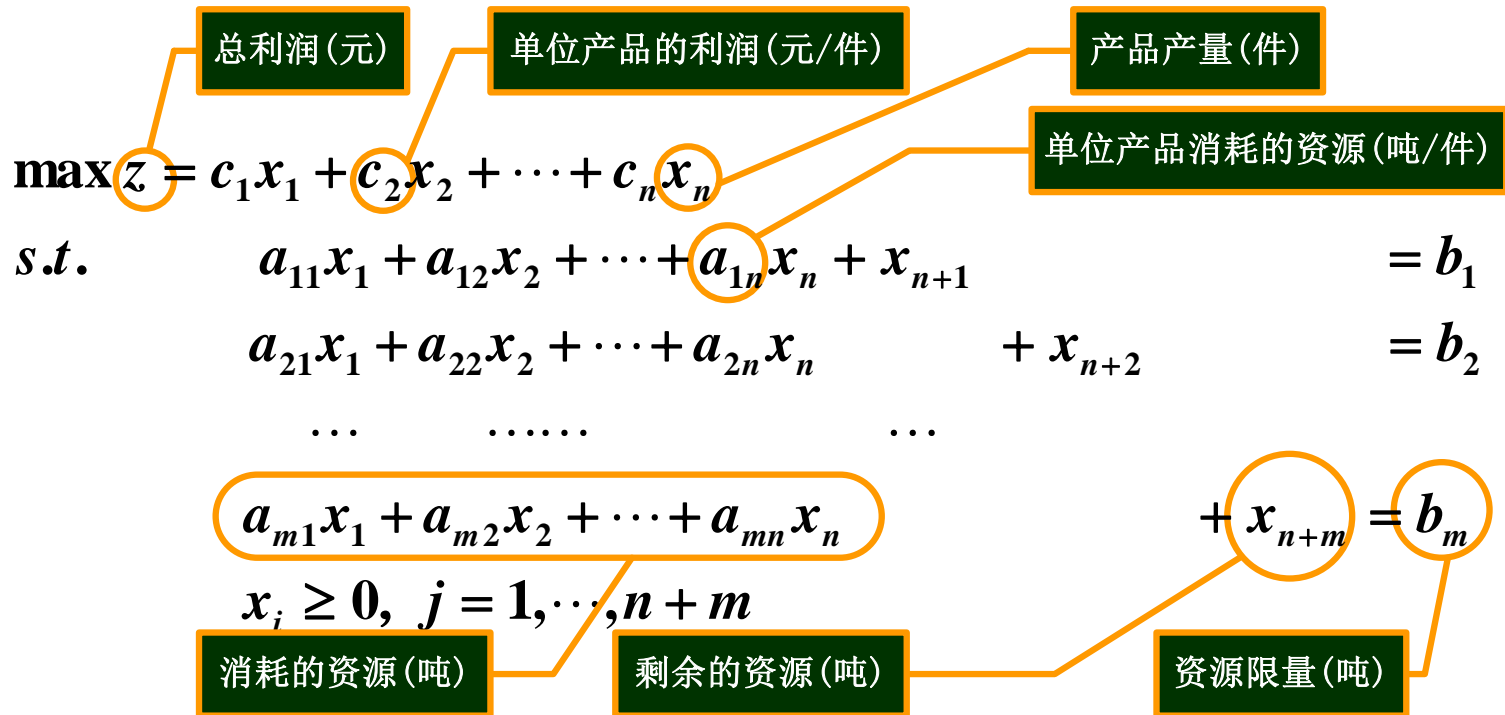 总利润(元) 单位产品的利润(元/件) 产品产量(件)
单位产品消耗的资源(吨/件)
max z = c₁x₁ + c₂x₂ + ⋯ + cₙxₙ
s.t. a₁₁x₁ + a₁₂x₂ + ⋯ + a₁ₙxₙ + xₙ₊₁ = b₁
a₂₁x₁ + a₂₂x₂ + ⋯ + a₂ₙxₙ + xₙ₊₂ = b₂
⋯ ⋯⋯ ⋯
aₘ₁x₁ + aₘ₂x₂ + ⋯ + aₘₙxₙ + xₙ₊ₘ = bₘ
xⱼ ≥ 0, j = 1,⋯,n + m
消耗的资源(吨) 剩余的资源(吨) 资源限量(吨)